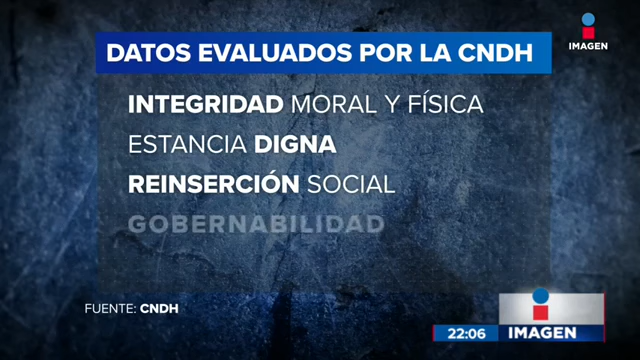 DATOS EVALUADOS POR LA CNDH
IMAGEN
INTEGRIDAD MORAL Y FÍSICA
ESTANCIA DIGNA
REINSERCIÓN SOCIAL
GOBERNABILIDAD
FUENTE: CNDH
22:06 IMAGEN